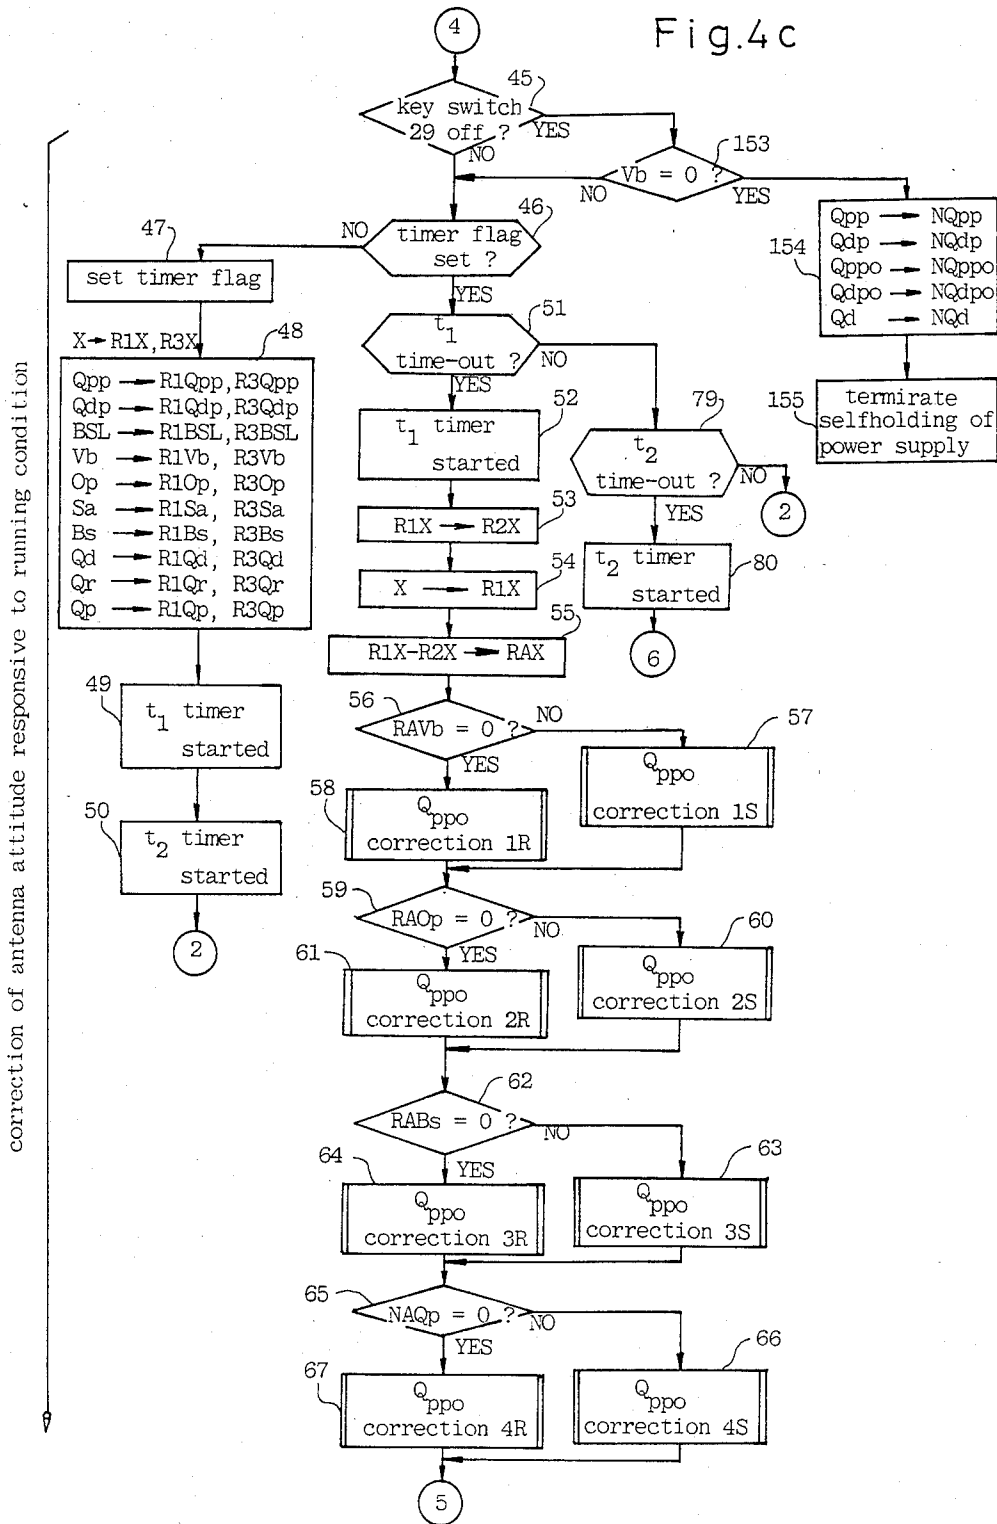 Fig.4c
4
45
key switch
29 off ?
YES
NO
153
Vb = 0 ?
NO
YES
154
Qpp → NQpp
Qdp → NQdp
Qppo → NQppo
Qdpo → NQdpo
Qd → NQd
155
termirate
selfholding of
power supply
46
timer flag
set ?
NO
YES
47
set timer flag
X → R1X, R3X
48
Qpp → R1Qpp, R3Qpp
Qdp → R1Qdp, R3Qdp
BSL → R1BSL, R3BSL
Vb → R1Vb, R3Vb
Op → R1Op, R3Op
Sa → R1Sa, R3Sa
Bs → R1Bs, R3Bs
Qd → R1Qd, R3Qd
Qr → R1Qr, R3Qr
Qp → R1Qp, R3Qp
49
t1 timer
started
50
t2 timer
started
2
51
t1
time-out ?
NO
YES
52
t1 timer
started
53
R1X → R2X
54
X → R1X
55
R1X-R2X → RAX
79
t2
time-out ?
NO
2
YES
80
t2 timer
started
6
56
RAVb = 0 ?
NO
YES
57
Qppo
correction 1S
58
Qppo
correction 1R
59
RAOp = 0 ?
NO
YES
60
Qppo
correction 2S
61
Qppo
correction 2R
62
RABs = 0 ?
NO
YES
63
Qppo
correction 3S
64
Qppo
correction 3R
65
NAQp = 0 ?
NO
YES
66
Qppo
correction 4S
67
Qppo
correction 4R
5
correction of antenna attitude responsive to running condition